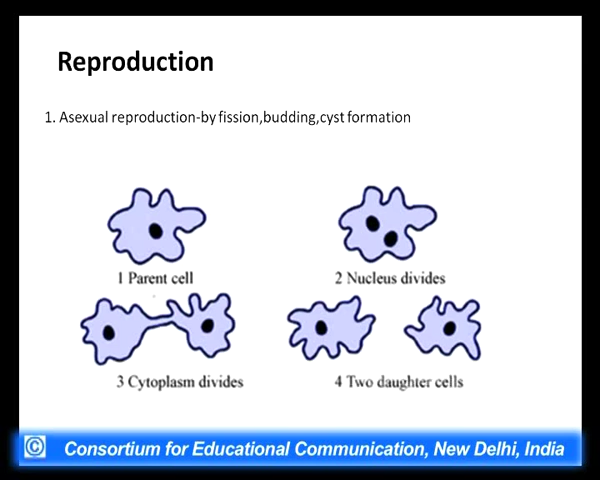 Reproduction
1. Asexual reproduction-by fission,budding,cyst formation
1 Parent cell
2 Nucleus divides
3 Cytoplasm divides
4 Two daughter cells
© Consortium for Educational Communication, New Delhi, India